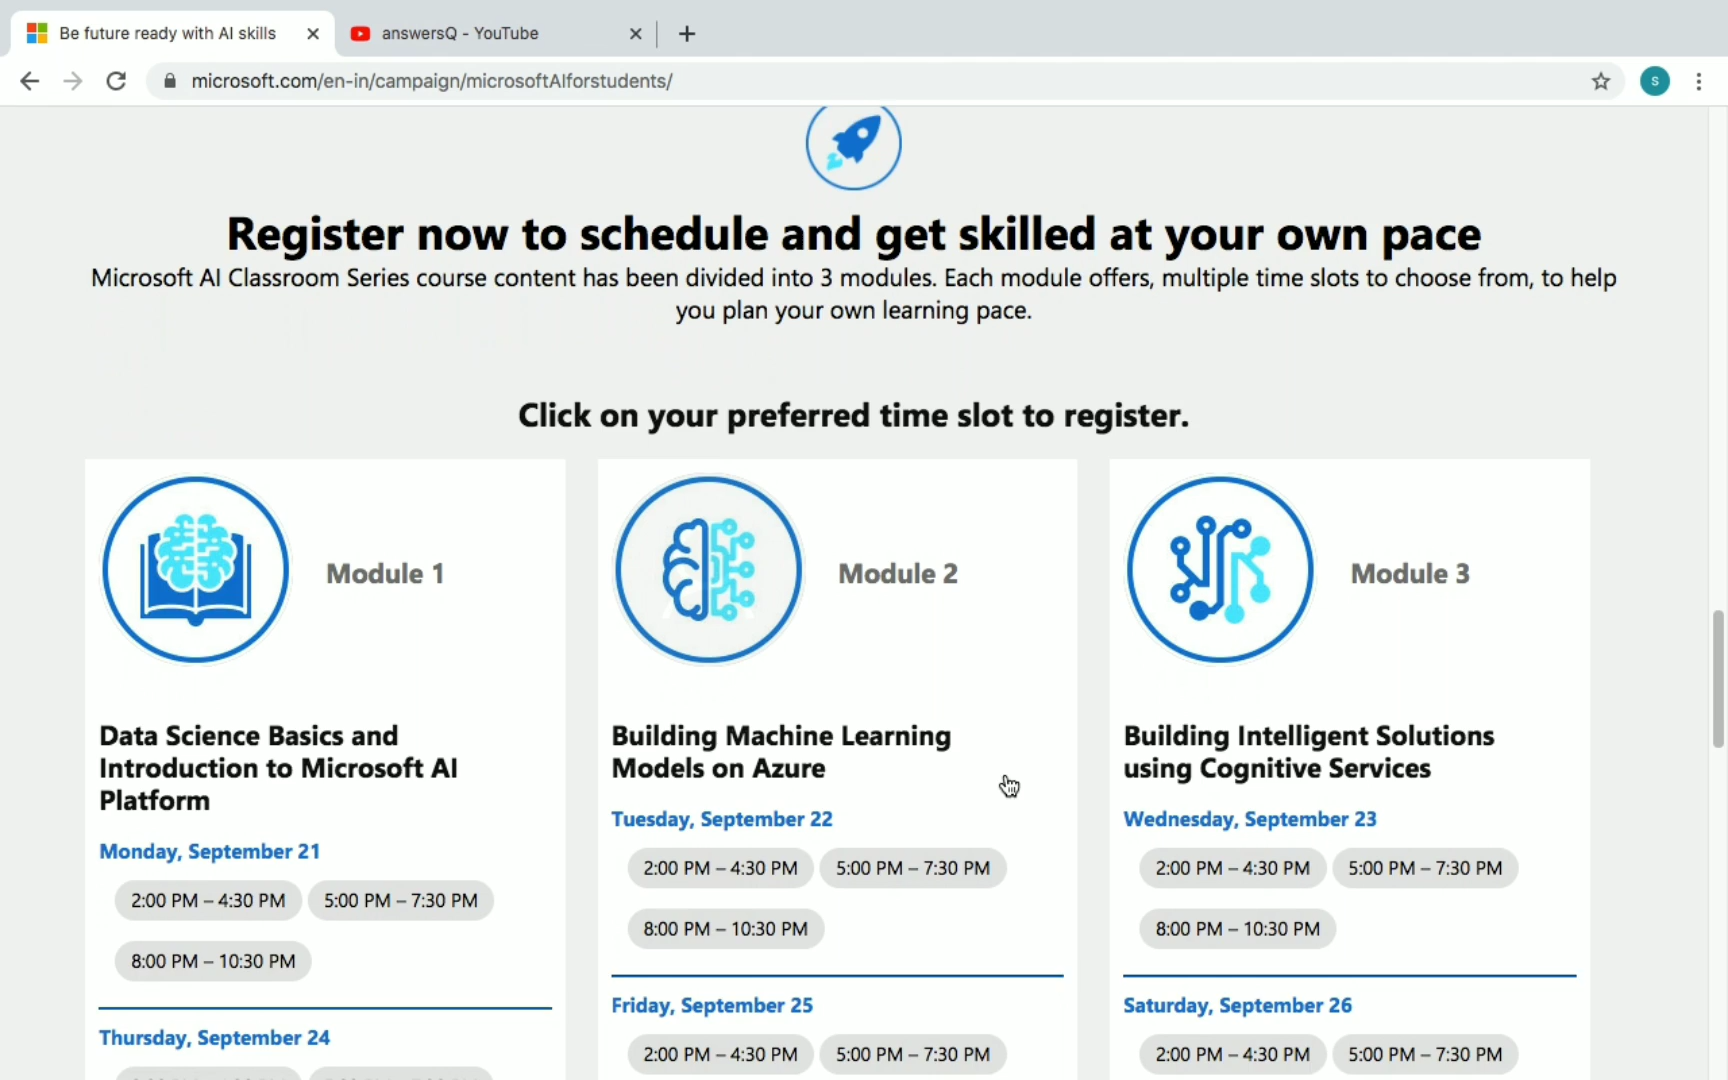 Be future ready with AI skills
answersQ - YouTube
microsoft.com/en-in/campaign/microsoftAIforstudents/
S
Register now to schedule and get skilled at your own pace
Microsoft AI Classroom Series course content has been divided into 3 modules. Each module offers, multiple time slots to choose from, to help
you plan your own learning pace.
Click on your preferred time slot to register.
Module 1
Data Science Basics and
Introduction to Microsoft AI
Platform
Monday, September 21
2:00 PM – 4:30 PM
5:00 PM – 7:30 PM
8:00 PM – 10:30 PM
Thursday, September 24
Module 2
Building Machine Learning
Models on Azure
Tuesday, September 22
2:00 PM – 4:30 PM
5:00 PM – 7:30 PM
8:00 PM – 10:30 PM
Friday, September 25
2:00 PM – 4:30 PM
5:00 PM – 7:30 PM
Module 3
Building Intelligent Solutions
using Cognitive Services
Wednesday, September 23
2:00 PM – 4:30 PM
5:00 PM – 7:30 PM
8:00 PM – 10:30 PM
Saturday, September 26
2:00 PM – 4:30 PM
5:00 PM – 7:30 PM